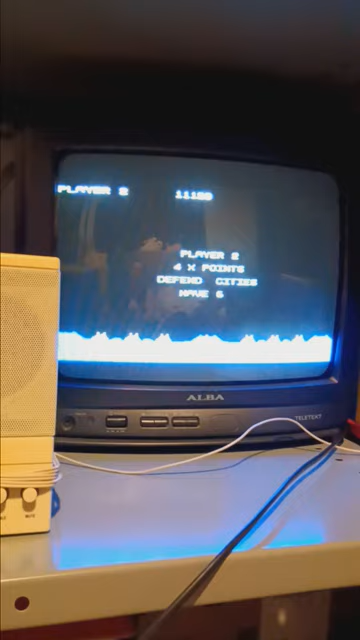 PLAYER 2 11150
PLAYER 2
4 X POINTS
DEFEND CITIES
WAVE 6
ALBA
TELETEXT